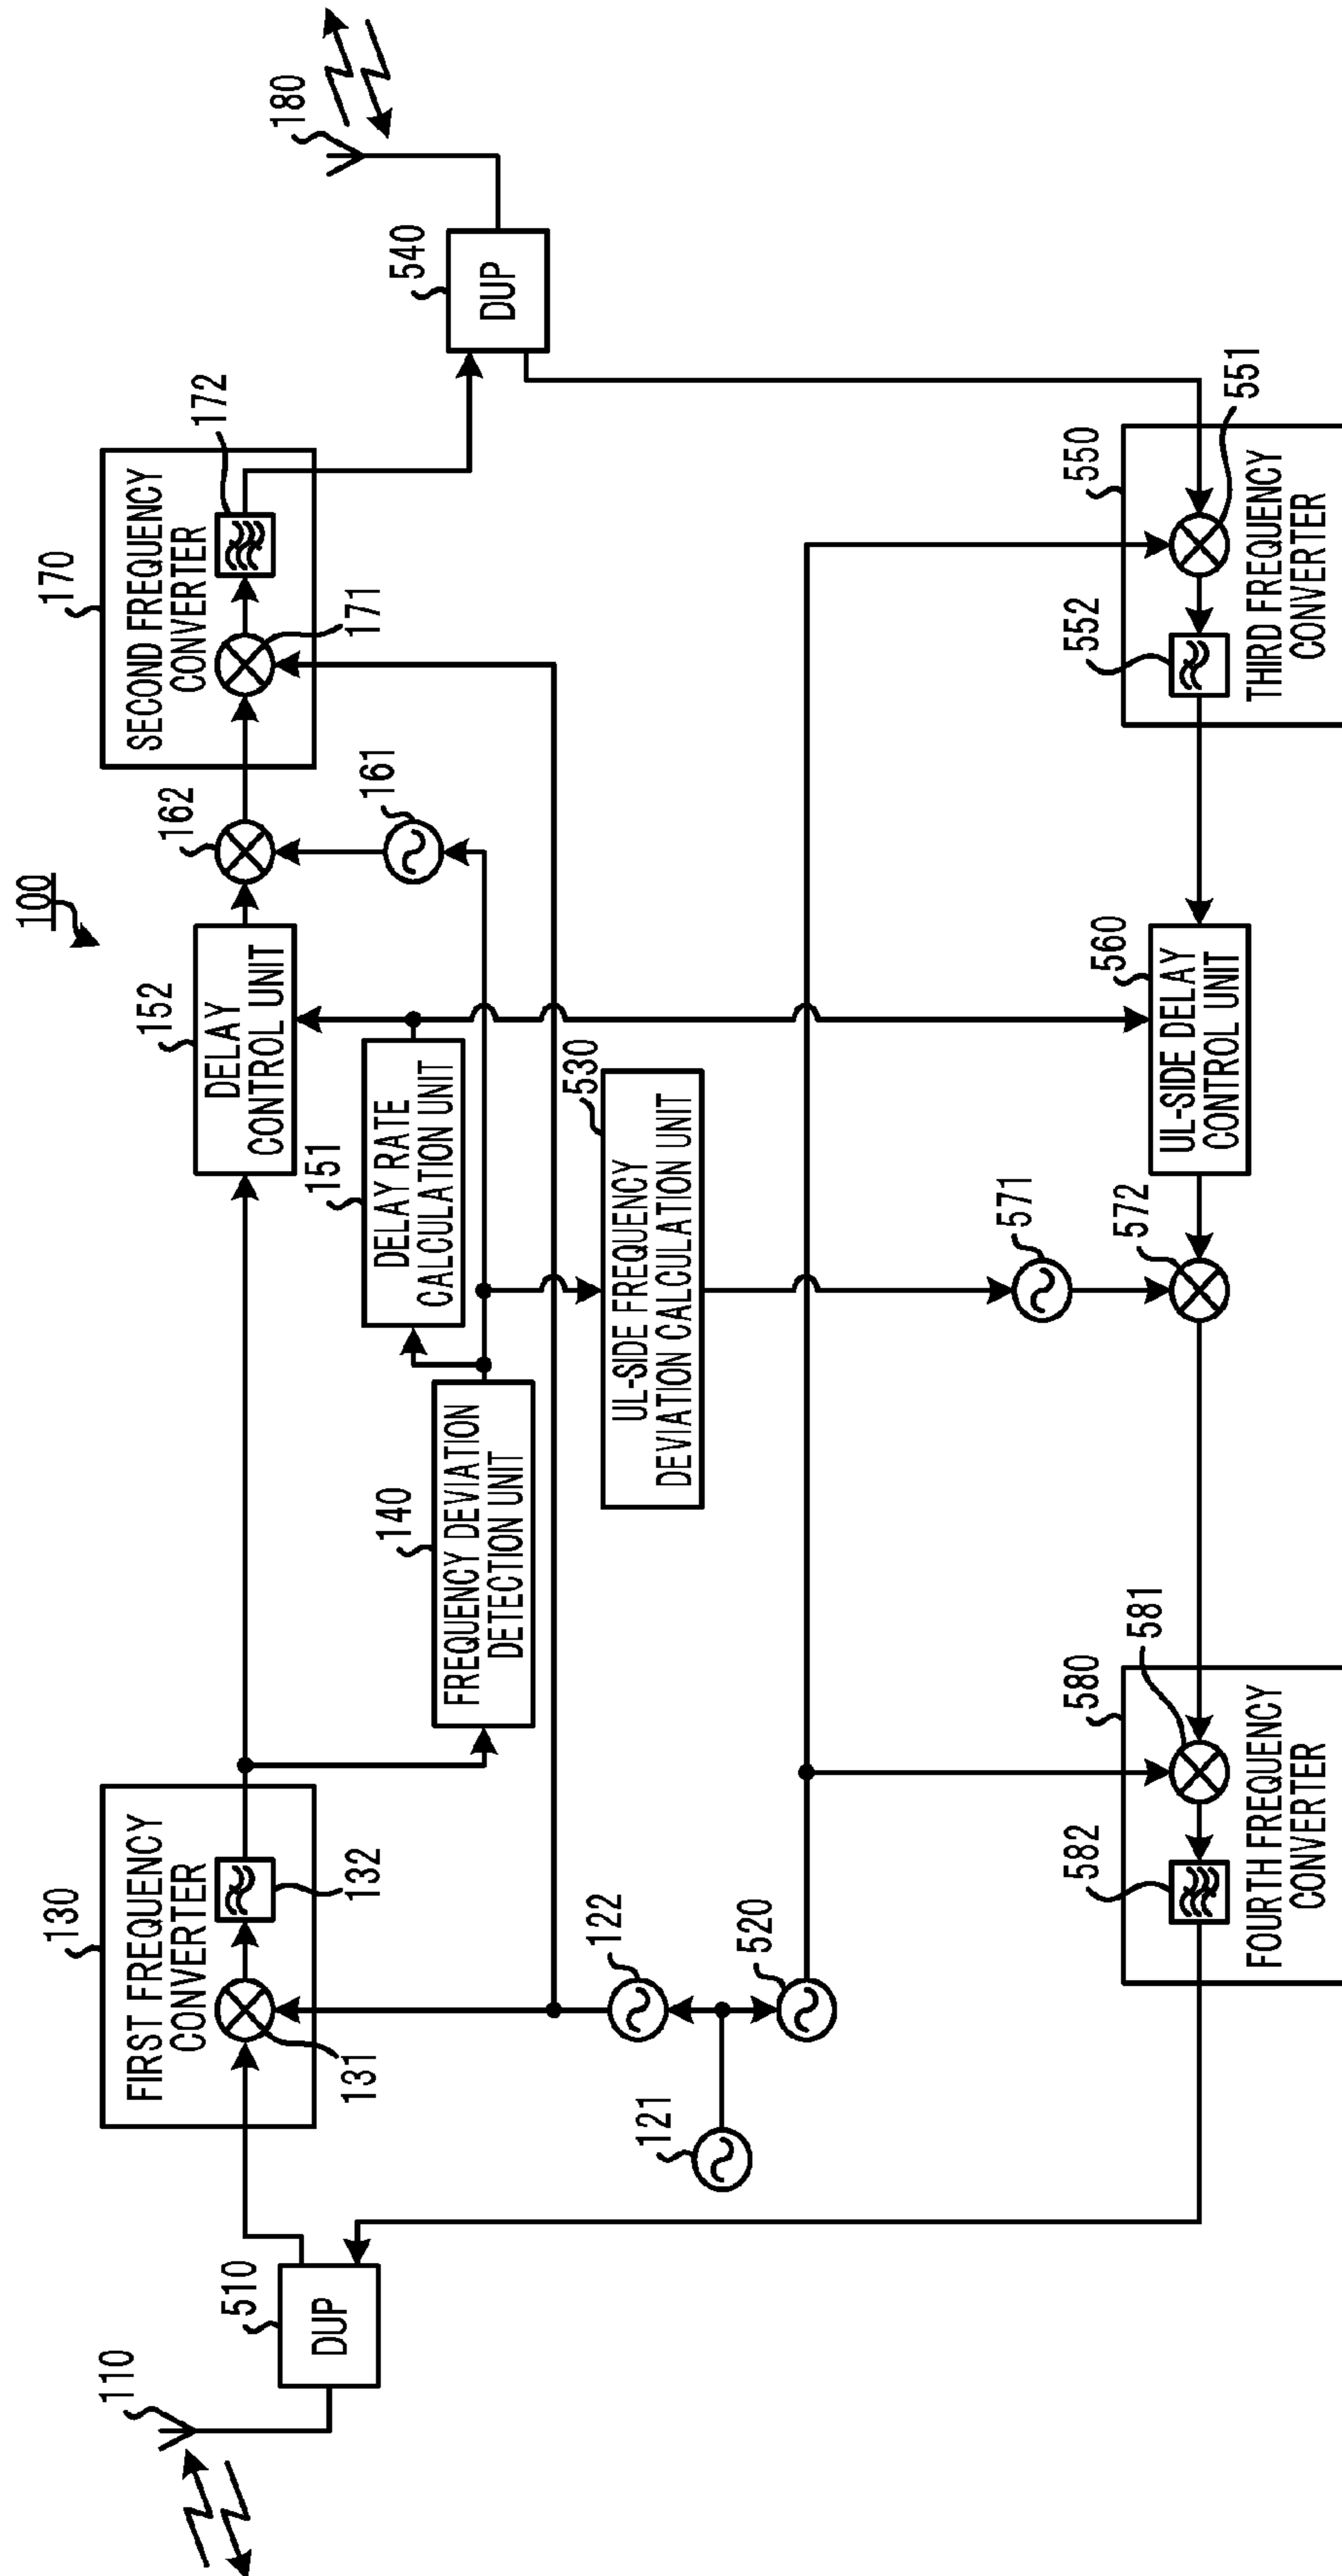 100
110
510
DUP
130
FIRST FREQUENCY
CONVERTER
131
132
152
DELAY
CONTROL UNIT
162
161
170
SECOND FREQUENCY
CONVERTER
171
172
540
DUP
180
151
DELAY RATE
CALCULATION UNIT
140
FREQUENCY DEVIATION
DETECTION UNIT
530
UL-SIDE FREQUENCY
DEVIATION CALCULATION UNIT
121
122
520
580
581
582
FOURTH FREQUENCY
CONVERTER
571
572
560
UL-SIDE DELAY
CONTROL UNIT
550
551
552
THIRD FREQUENCY
CONVERTER